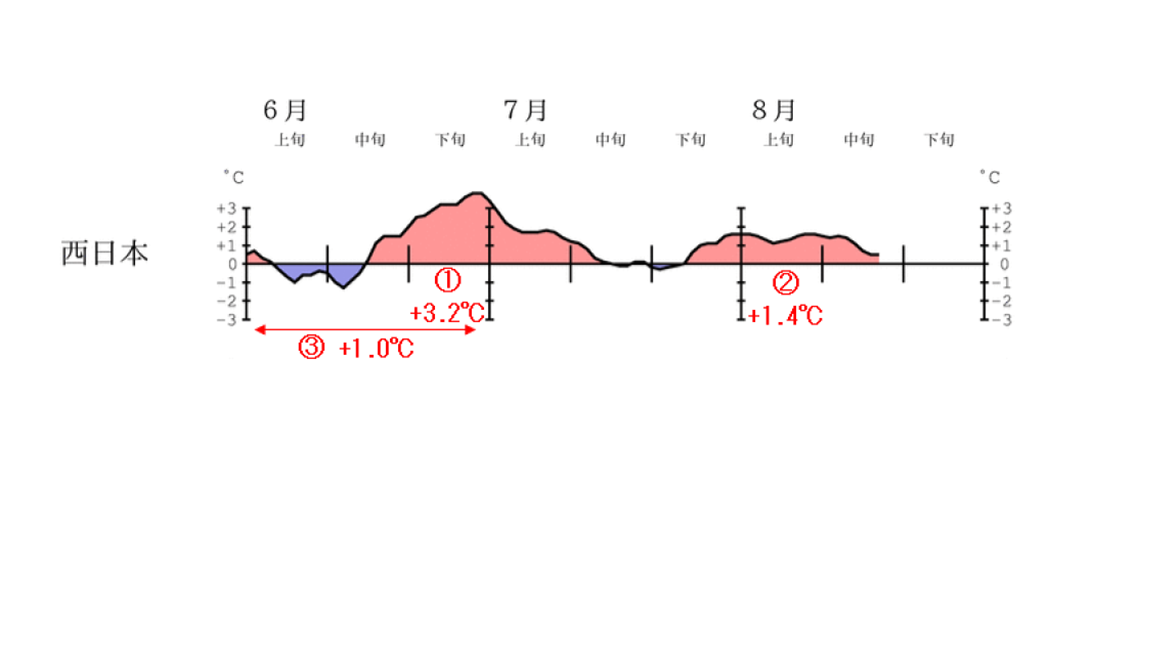 6月 7月 8月
上旬 中旬 下旬 上旬 中旬 下旬 上旬 中旬 下旬
°C °C
+3 +3
+2 +2
+1 +1
西日本 0 0
-1 ① ② -1
-2 -2
-3 +3.2℃ +1.4℃ -3
③ +1.0℃